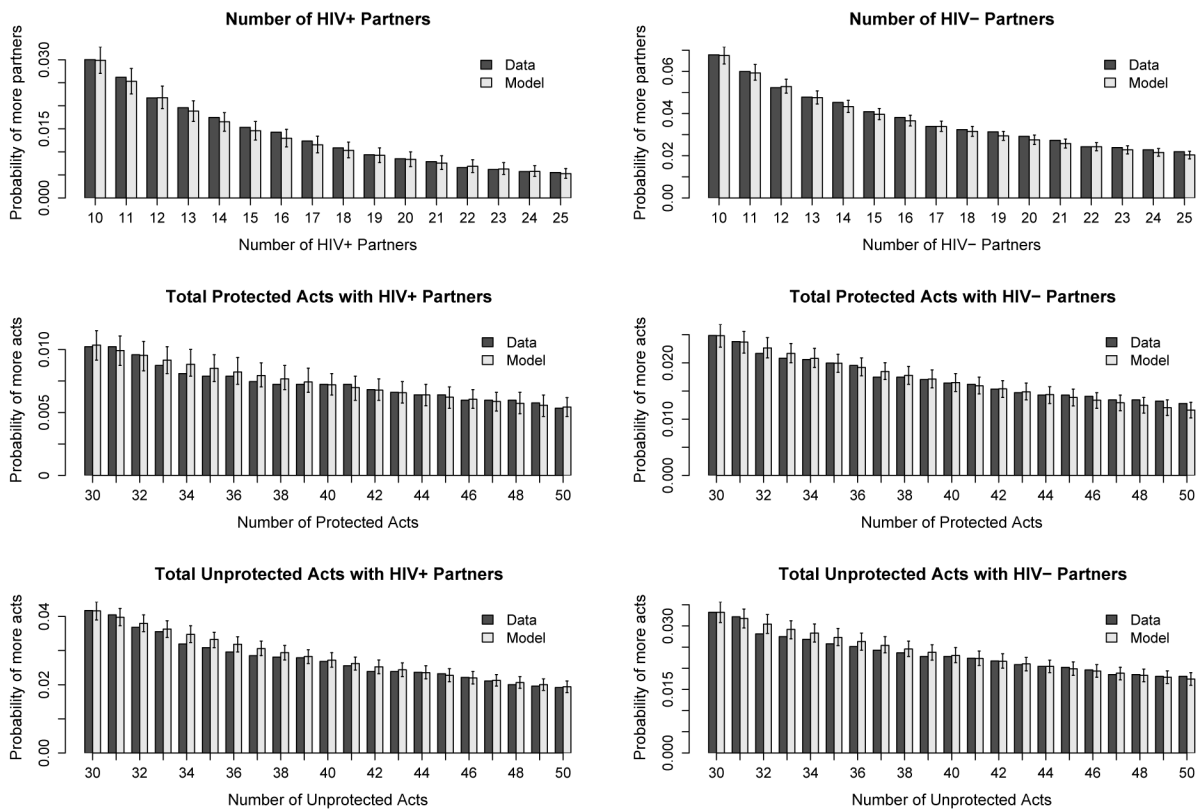 Number of HIV+ Partners
Probability of more partners
0.030
0.015
0.000
Data
Model
10 11 12 13 14 15 16 17 18 19 20 21 22 23 24 25
Number of HIV+ Partners
Number of HIV− Partners
Probability of more partners
0.06
0.04
0.02
0.00
Data
Model
10 11 12 13 14 15 16 17 18 19 20 21 22 23 24 25
Number of HIV− Partners
Total Protected Acts with HIV+ Partners
Probability of more acts
0.010
0.005
0
Data
Model
30 32 34 36 38 40 42 44 46 48 50
Number of Protected Acts
Total Protected Acts with HIV− Partners
Probability of more acts
0.020
0.010
0.000
Data
Model
30 32 34 36 38 40 42 44 46 48 50
Number of Protected Acts
Total Unprotected Acts with HIV+ Partners
Probability of more acts
0.04
0.02
0.00
Data
Model
30 32 34 36 38 40 42 44 46 48 50
Number of Unprotected Acts
Total Unprotected Acts with HIV− Partners
Probability of more acts
0.030
0.015
0.000
Data
Model
30 32 34 36 38 40 42 44 46 48 50
Number of Unprotected Acts